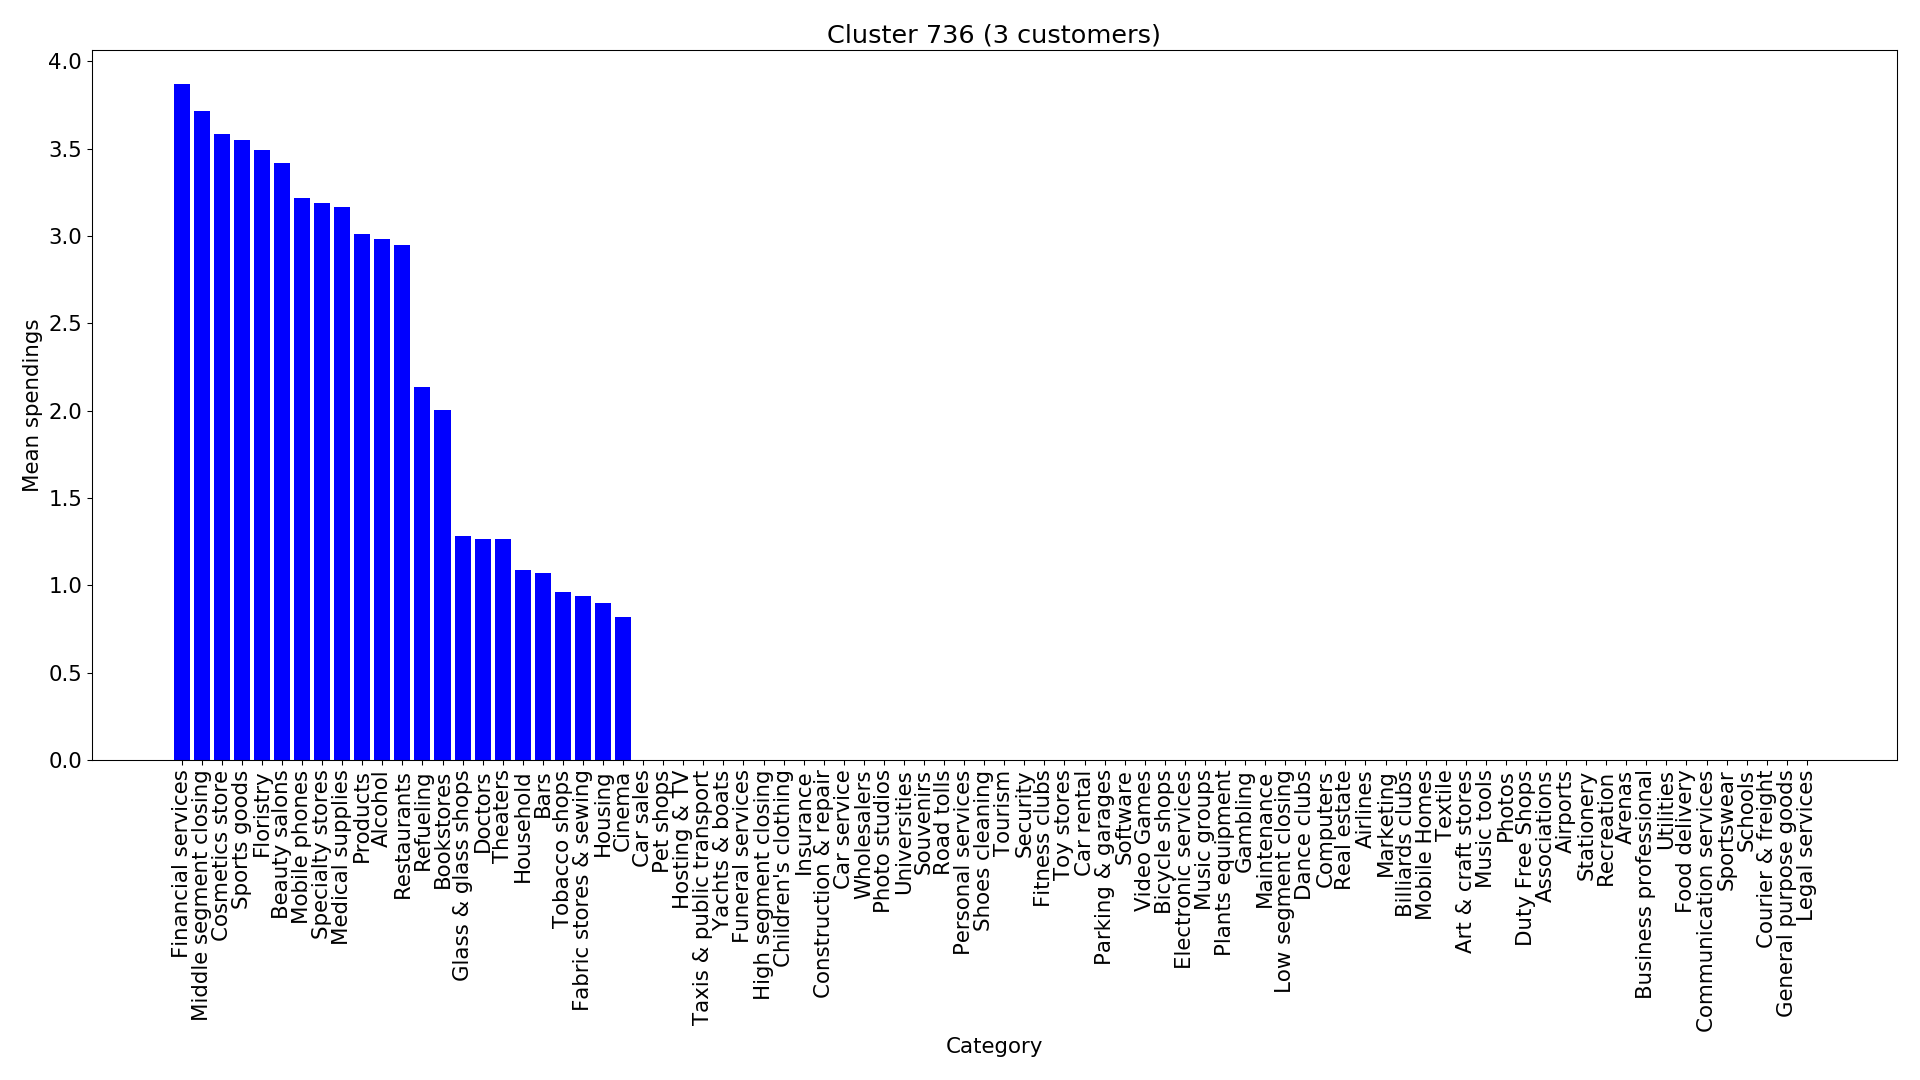 Cluster 736 (3 customers)
4.0
3.5
3.0
2.5
2.0
1.5
1.0
0.5
0.0
Mean spendings
Financial services
Middle segment closing
Cosmetics store
Sports goods
Floristry
Beauty salons
Mobile phones
Specialty stores
Medical supplies
Products
Alcohol
Restaurants
Refueling
Bookstores
Glass & glass shops
Doctors
Theaters
Household
Bars
Tobacco shops
Fabric stores & sewing
Housing
Cinema
Car sales
Pet shops
Hosting & TV
Taxis & public transport
Yachts & boats
Funeral services
High segment closing
Children's clothing
Insurance
Construction & repair
Car service
Wholesalers
Photo studios
Universities
Souvenirs
Road tolls
Personal services
Shoes cleaning
Tourism
Security
Fitness clubs
Toy stores
Car rental
Parking & garages
Software
Video Games
Bicycle shops
Electronic services
Music groups
Plants equipment
Gambling
Maintenance
Low segment closing
Dance clubs
Computers
Real estate
Airlines
Marketing
Billiards clubs
Mobile Homes
Textile
Art & craft stores
Music tools
Photos
Duty Free Shops
Associations
Airports
Stationery
Recreation
Arenas
Business professional
Utilities
Food delivery
Communication services
Sportswear
Schools
Courier & freight
General purpose goods
Legal services
Category